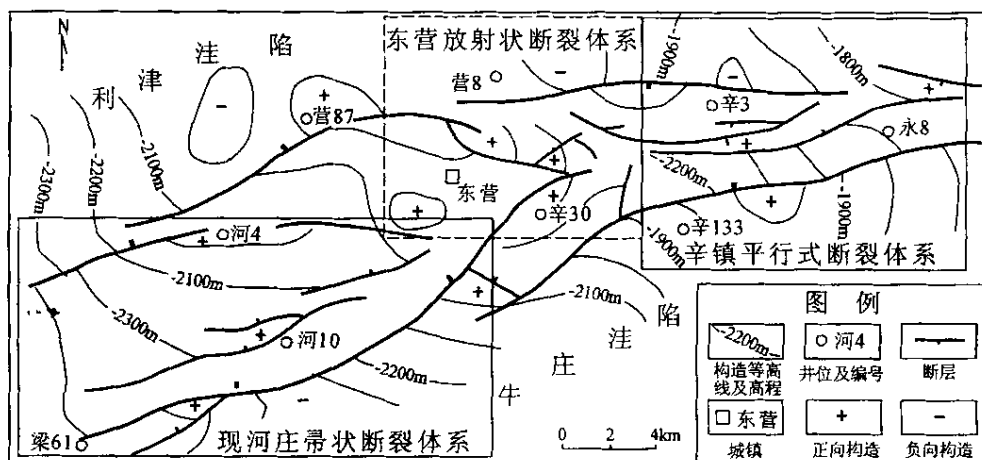 N
利津洼陷
东营放射状断裂体系
营8
营87
辛3
永8
东营
辛30
辛133
辛镇平行式断裂体系
河4
河10
梁61
现河庄帚状断裂体系
牛庄洼陷
-1900m
-1800m
-2100m
-2200m
-2300m
-2200m
-1900m
-1900m
-2100m
-2300m
-2100m
-2200m
0 2 4km
图例
-2200m
构造等高
线及高程
河4
井位及编号
断层
东营
城镇
+
正向构造
-
负向构造